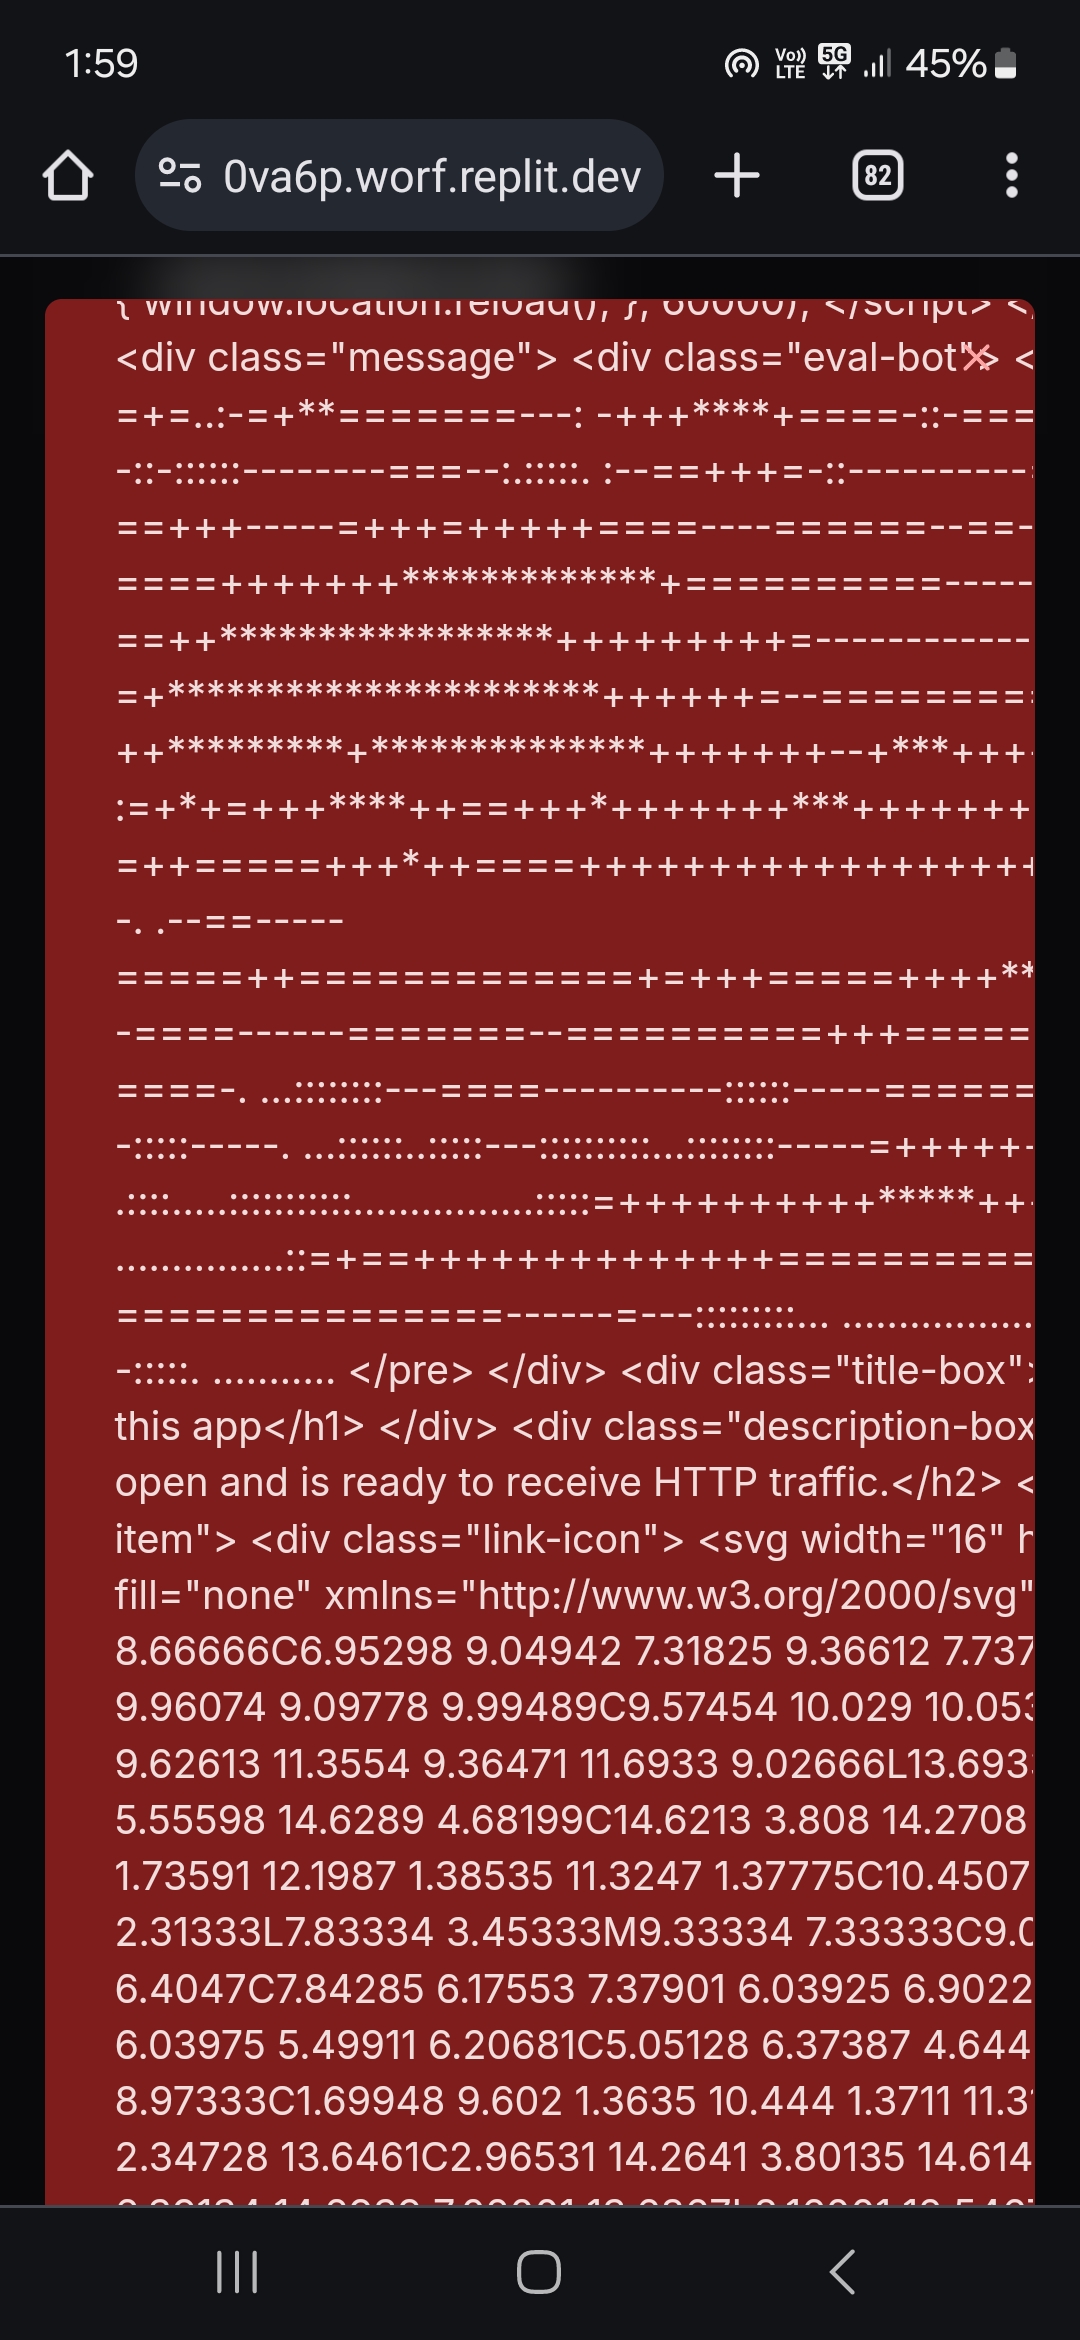 1:59
Vo)) LTE 5G 45%
0va6p.worf.replit.dev
82
{ window.location.reload(); }, 60000); </script> <
<div class="message"> <div class="eval-bot"> <
=+=..:-=+**=======---: -+++****+====-::-===
-::-::::::--------===--:.:::::. :--==+++=-::----------
==+++-----=+++=+++++====----======--==-
====+++++++*************+==========-----
==++*****************+++++++++=------------
=+**********************++++++=--=========
++*********+**************+++++++--+***+++
:=+*+=+++****++==+++*+++++++***+++++++
=++=====+++*++====+++++++++++++++++
-. .--==-----
=====++=============+=+++=====++++**
-====------=======--==========+++=====
====-. ...:::::::::---====----------::::::-----======
-:::::-----. ...::::::..:::::---::::::::::...::::::::-----=+++++-
.::::.....:::::::::::.................:::::=++++++++++*****++
...............::=+==++++++++++++++==========
===============------=---:::::::::... .................
-:::::. ........... </pre> </div> <div class="title-box">
this app</h1> </div> <div class="description-box
open and is ready to receive HTTP traffic.</h2> <
item"> <div class="link-icon"> <svg width="16" h
fill="none" xmlns="http://www.w3.org/2000/svg"
8.66666C6.95298 9.04942 7.31825 9.36612 7.737
9.96074 9.09778 9.99489C9.57454 10.029 10.053
9.62613 11.3554 9.36471 11.6933 9.02666L13.693
5.55598 14.6289 4.68199C14.6213 3.808 14.2708
1.73591 12.1987 1.38535 11.3247 1.37775C10.4507
2.31333L7.83334 3.45333M9.33334 7.33333C9.0
6.4047C7.84285 6.17553 7.37901 6.03925 6.9022
6.03975 5.49911 6.20681C5.05128 6.37387 4.644
8.97333C1.69948 9.602 1.3635 10.444 1.3711 11.3
2.34728 13.6461C2.96531 14.2641 3.80135 14.614